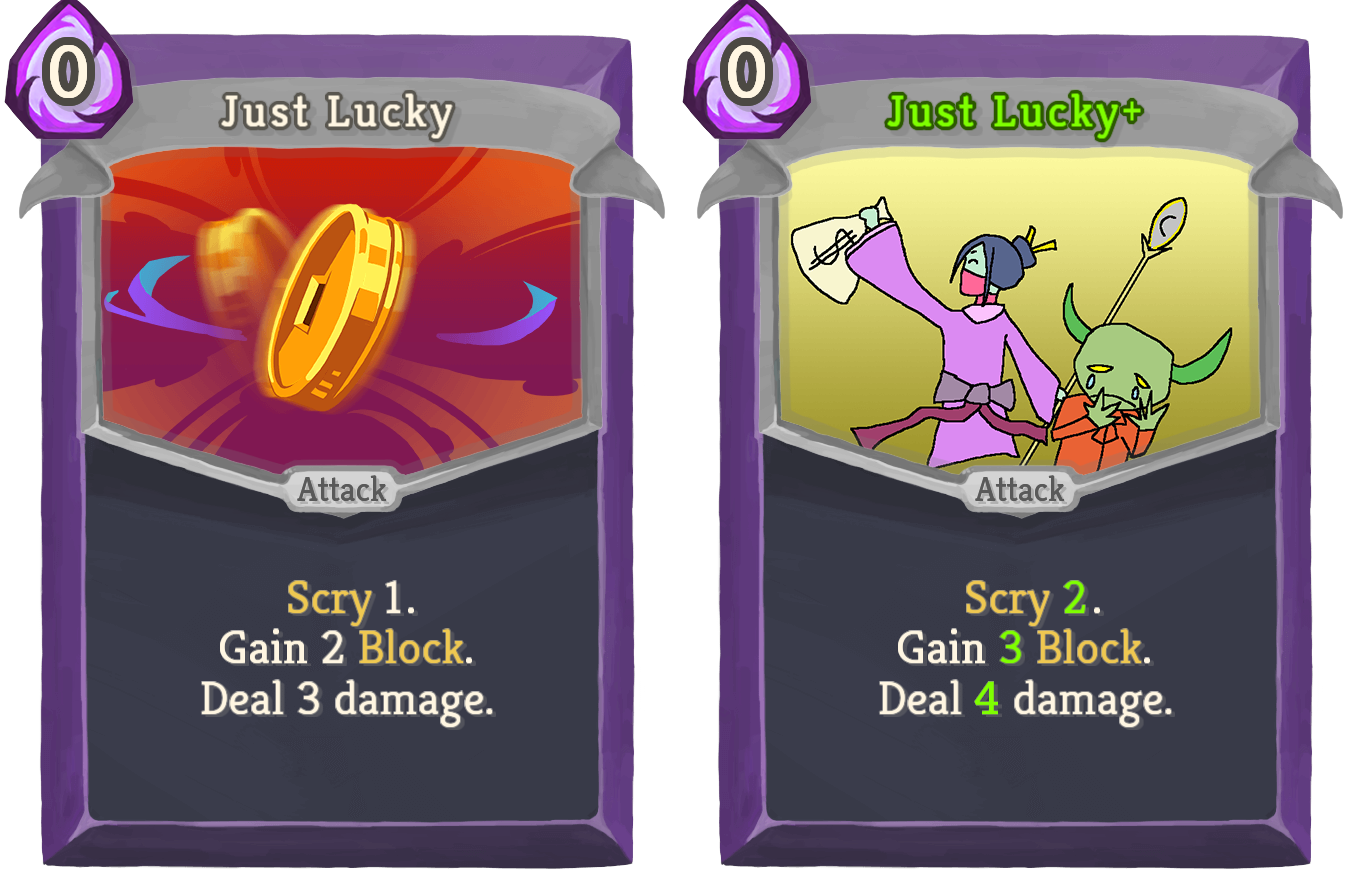 0
Just Lucky
Attack
Scry 1.
Gain 2 Block.
Deal 3 damage.
0
Just Lucky+
$
Attack
Scry 2.
Gain 3 Block.
Deal 4 damage.